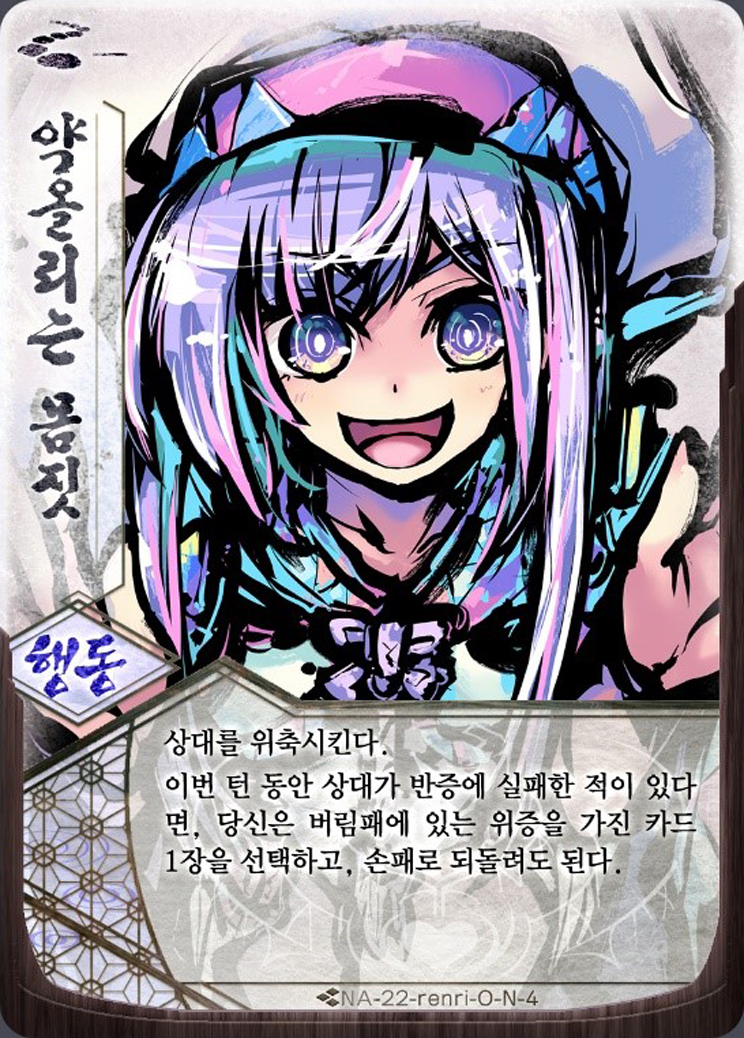 약올리는 몸짓
행동
상대를 위축시킨다.
이번 턴 동안 상대가 반증에 실패한 적이 있다
면, 당신은 버림패에 있는 위증을 가진 카드
1장을 선택하고, 손패로 되돌려도 된다.
NA-22-renri-O-N-4